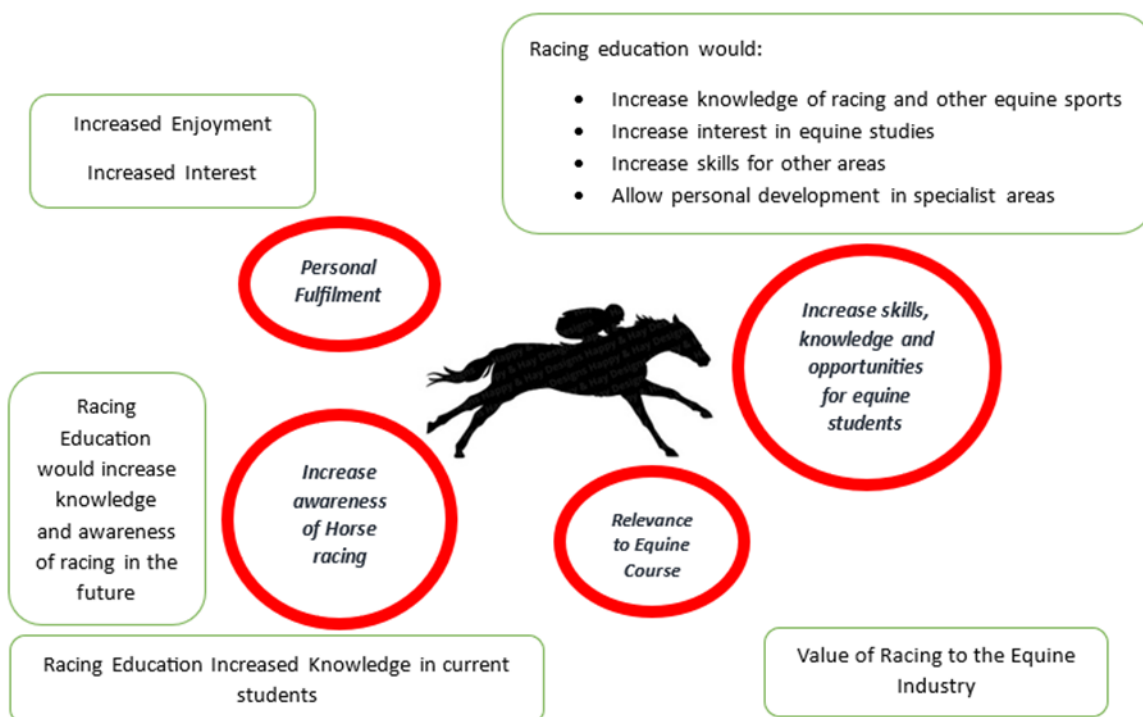 Racing education would:
• Increase knowledge of racing and other equine sports
• Increase interest in equine studies
• Increase skills for other areas
• Allow personal development in specialist areas
Increased Enjoyment
Increased Interest
Personal
Fulfilment
Increase skills,
knowledge and
opportunities
for equine
students
Racing
Education
would increase
knowledge
and awareness
of racing in the
future
Increase
awareness
of Horse
racing
Relevance
to Equine
Course
Racing Education Increased Knowledge in current
students
Value of Racing to the Equine
Industry
Happy & Hay Designs